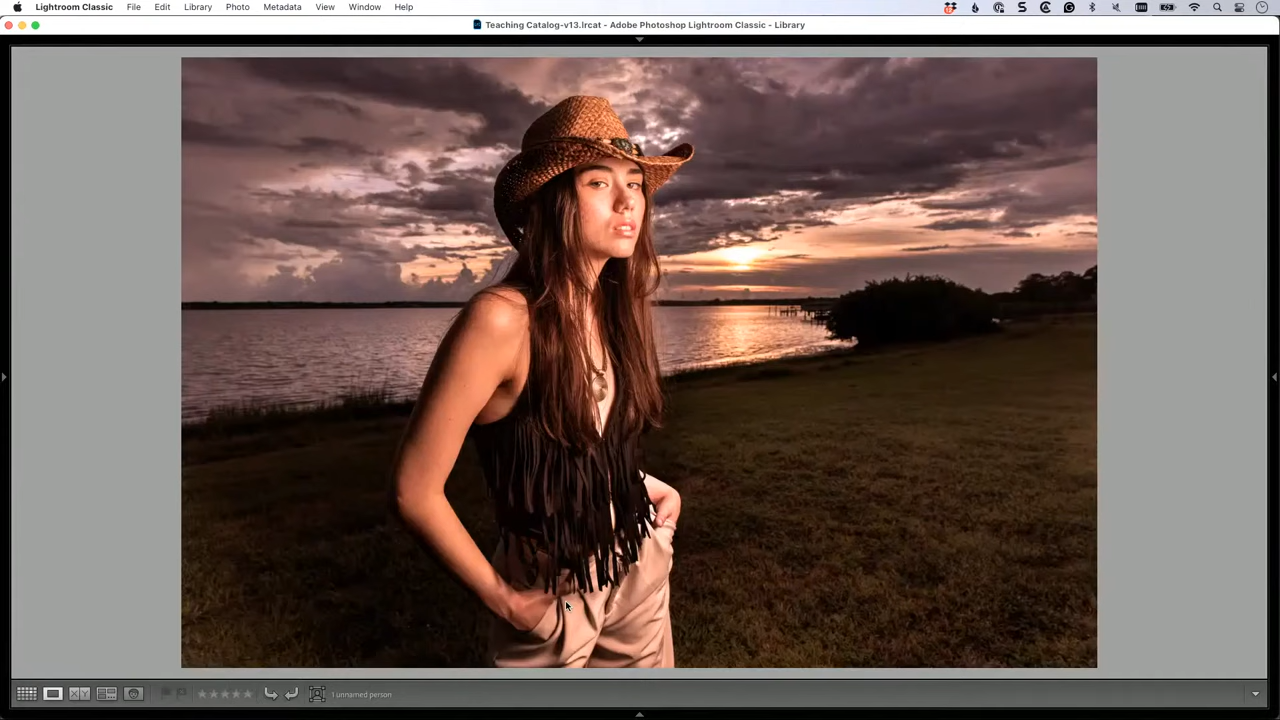 Lightroom Classic File Edit Library Photo Metadata View Window Help
Teaching Catalog-v13.lrcat - Adobe Photoshop Lightroom Classic - Library
1 unnamed person